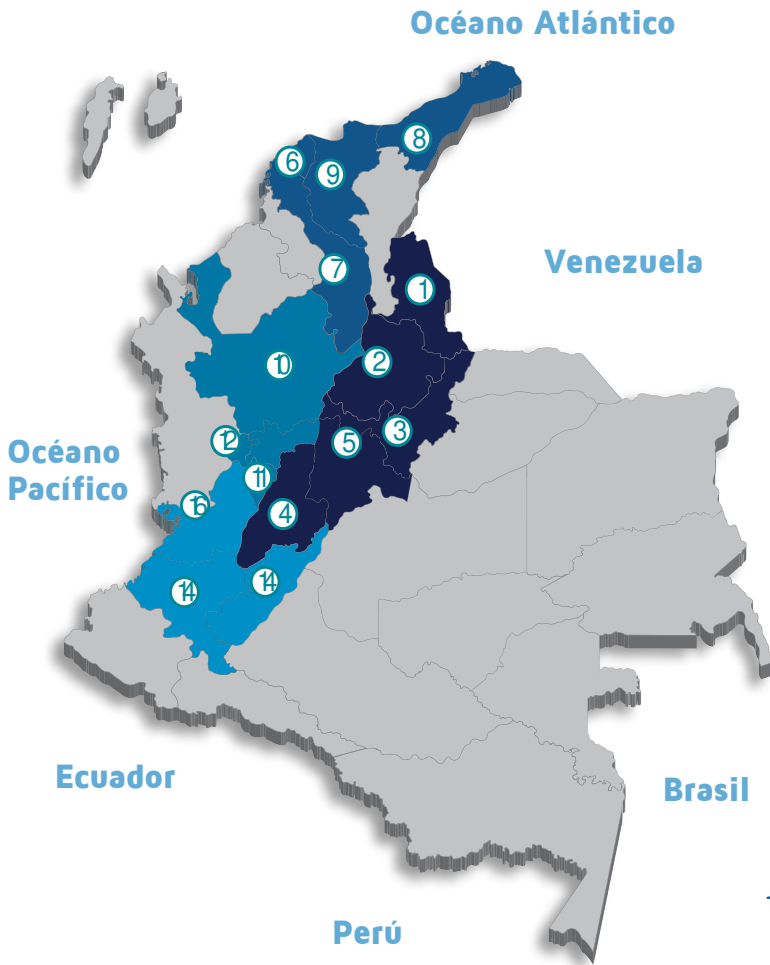 Océano Atlántico
8
6
9
Venezuela
7
1
10
2
3
12
5
Océano
Pacífico
11
16
4
14
14
Ecuador
Brasil
Perú